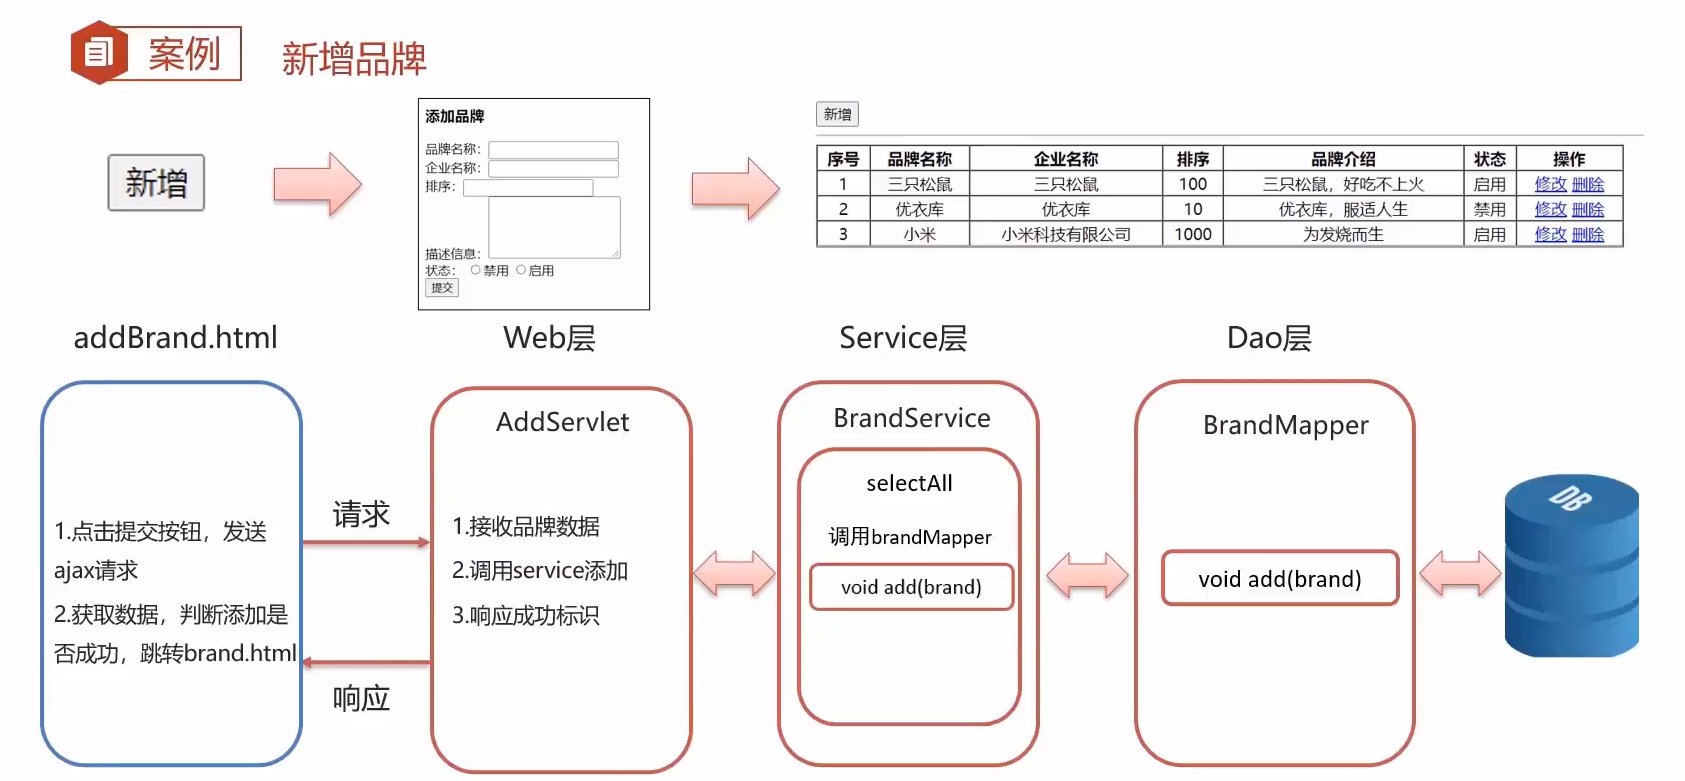 案例
新增品牌
新增
添加品牌
品牌名称：
企业名称：
排序：
描述信息：
状态： 禁用 启用
提交
新增
序号 品牌名称 企业名称 排序 品牌介绍 状态 操作
1 三只松鼠 三只松鼠 100 三只松鼠，好吃不上火 启用 修改 删除
2 优衣库 优衣库 10 优衣库，服适人生 禁用 修改 删除
3 小米 小米科技有限公司 1000 为发烧而生 启用 修改 删除
addBrand.html
1.点击提交按钮，发送
ajax请求
2.获取数据，判断添加是
否成功，跳转brand.html
请求
响应
Web层
AddServlet
1.接收品牌数据
2.调用service添加
3.响应成功标识
Service层
BrandService
selectAll
调用brandMapper
void add(brand)
Dao层
BrandMapper
void add(brand)
DB